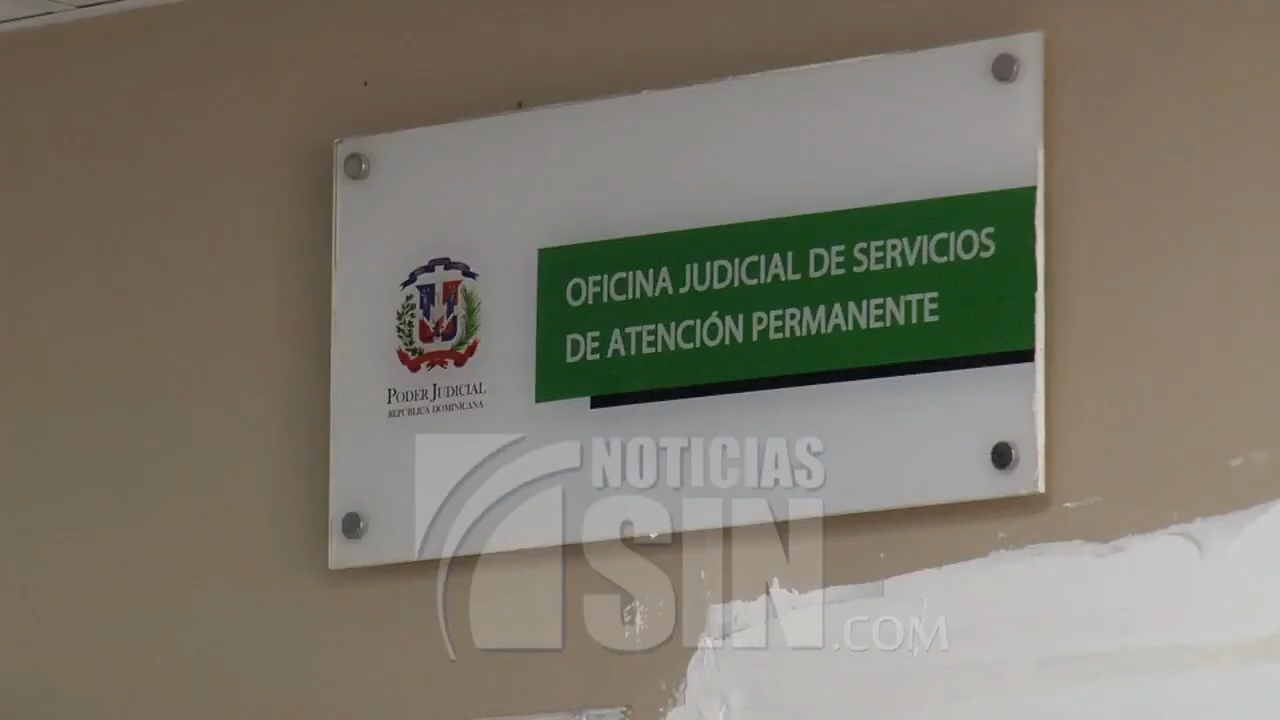 OFICINA JUDICIAL DE SERVICIOS
DE ATENCIÓN PERMANENTE
PODER JUDICIAL
REPÚBLICA DOMINICANA
NOTICIAS
SIN
.COM